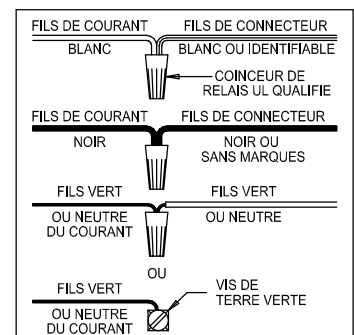 FILS DE COURANT FILS DE CONNECTEUR
BLANC BLANC OU IDENTIFIABLE
COINCEUR DE
RELAIS UL QUALIFIE
FILS DE COURANT FILS DE CONNECTEUR
NOIR NOIR OU
SANS MARQUES
FILS VERT FILS VERT
OU NEUTRE OU NEUTRE
DU COURANT
OU
FILS VERT VIS DE
TERRE VERTE
OU NEUTRE
DU COURANT